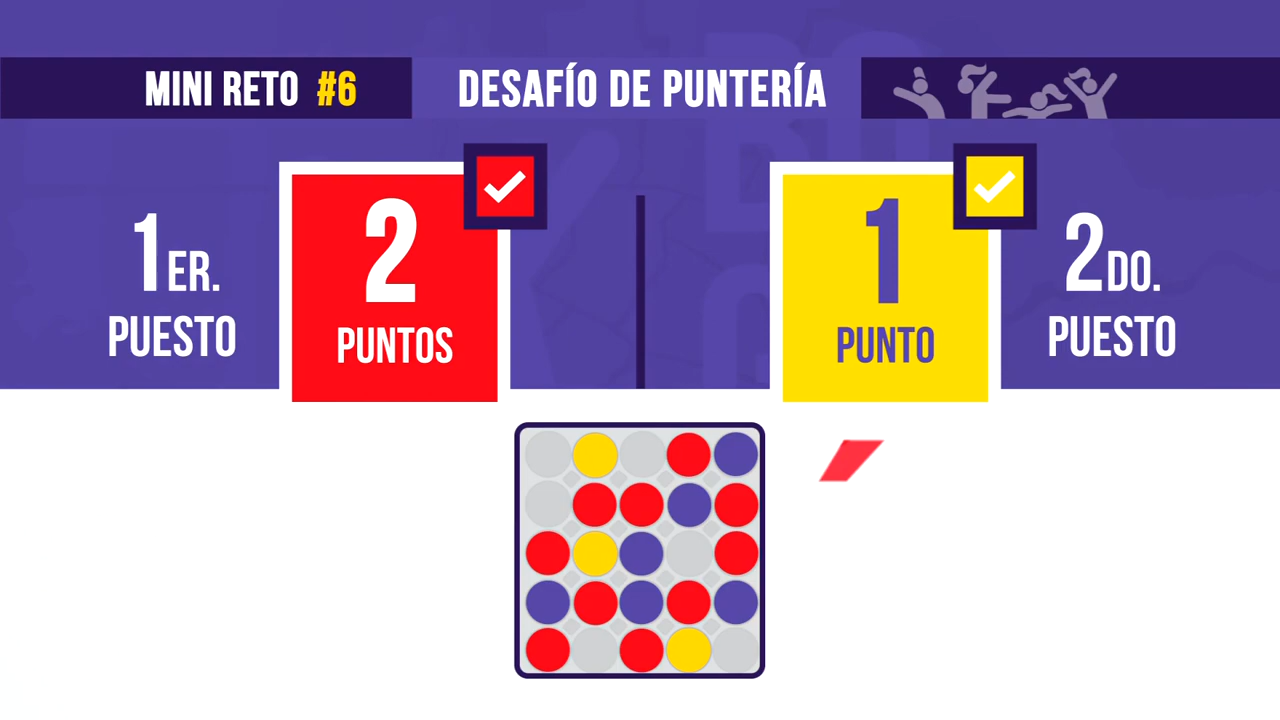 MINI RETO #6
DESAFÍO DE PUNTERÍA
1ER.
PUESTO
2
PUNTOS
1
PUNTO
2DO.
PUESTO